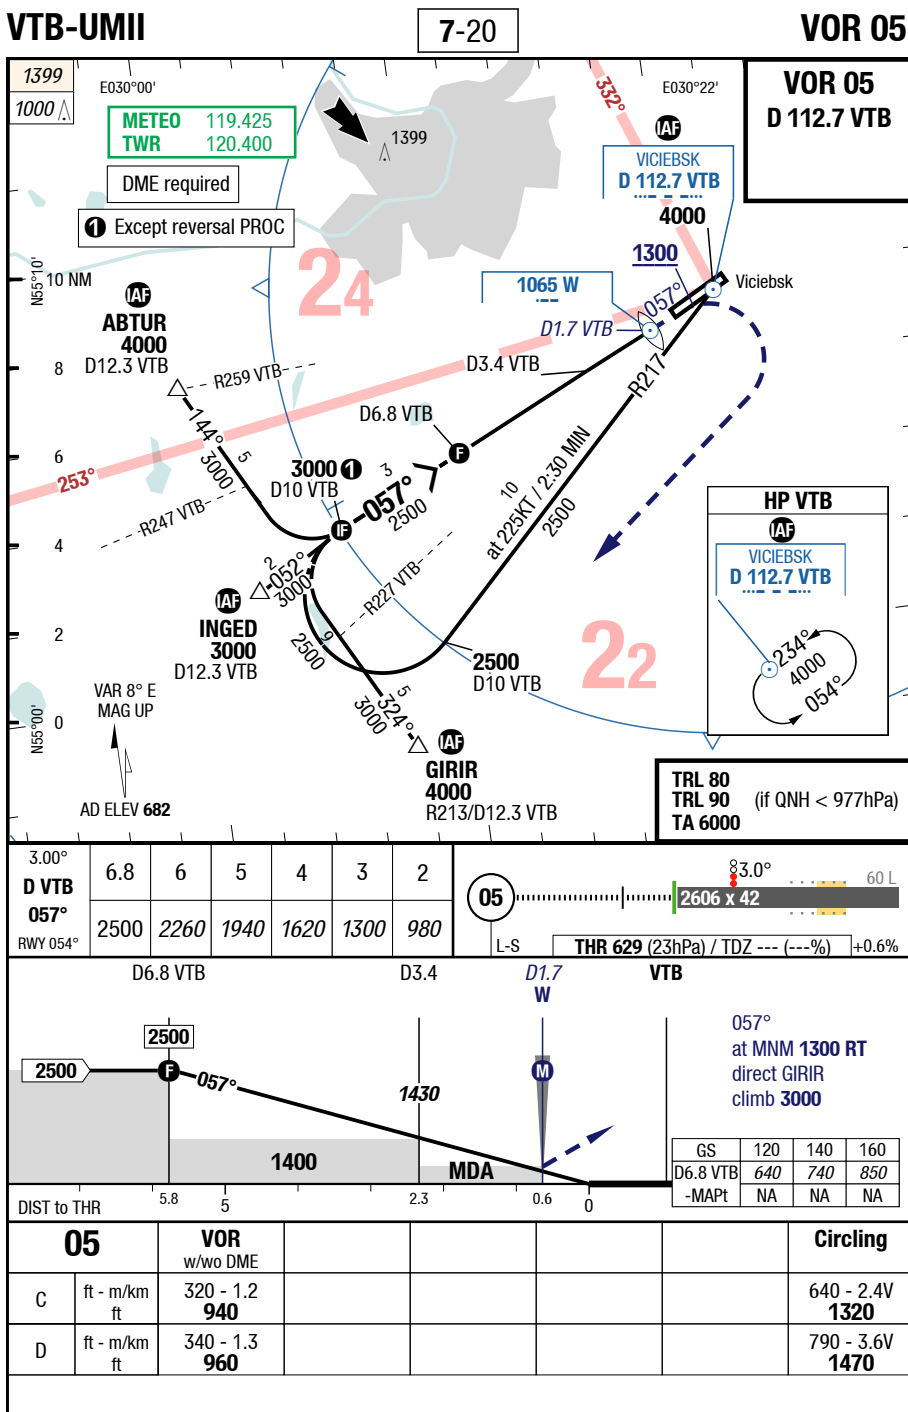 VTB-UMII
7-20
VOR 05
1399
1000
E030°00'
E030°22'
VOR 05
D 112.7 VTB
METEO 119.425
TWR 120.400
DME required
1 Except reversal PROC
1399
332°
IAF
VICIEBSK
D 112.7 VTB
4000
1300
N55°10'
10 NM
24
1065 W
057°
Viciebsk
IAF
ABTUR
4000
D12.3 VTB
D1.7 VTB
R259 VTB
D3.4 VTB
R217
8
144°
5
3000
D6.8 VTB
F
6
253°
3000 1
D10 VTB
3
057°
2500
10
at 225KT / 2:30 MIN
2500
R247 VTB
IF
4
HP VTB
IAF
VICIEBSK
D 112.7 VTB
234°
4000
054°
2
052°
3000
R227 VTB
IAF
INGED
3000
D12.3 VTB
2500
9
2
2500
D10 VTB
22
VAR 8° E
MAG UP
N55°00'
0
5
324°
3000
IAF
GIRIR
4000
R213/D12.3 VTB
AD ELEV 682
TRL 80
TRL 90 (if QNH < 977hPa)
TA 6000
3.00°
D VTB
057°
RWY 054°
6.8 6 5 4 3 2
2500 2260 1940 1620 1300 980
05
3.0°
60 L
2606 x 42
L-S
THR 629 (23hPa) / TDZ --- (---%)
+0.6%
D6.8 VTB
D3.4
D1.7
W
VTB
2500
2500
F
057°
1430
M
1400
MDA
057°
at MNM 1300 RT
direct GIRIR
climb 3000
GS 120 140 160
D6.8 VTB 640 740 850
-MAPt NA NA NA
DIST to THR
5.8 5 2.3 0.6 0
05
VOR
w/wo DME
Circling
C ft - m/km 320 - 1.2 640 - 2.4V
ft 940 1320
D ft - m/km 340 - 1.3 790 - 3.6V
ft 960 1470